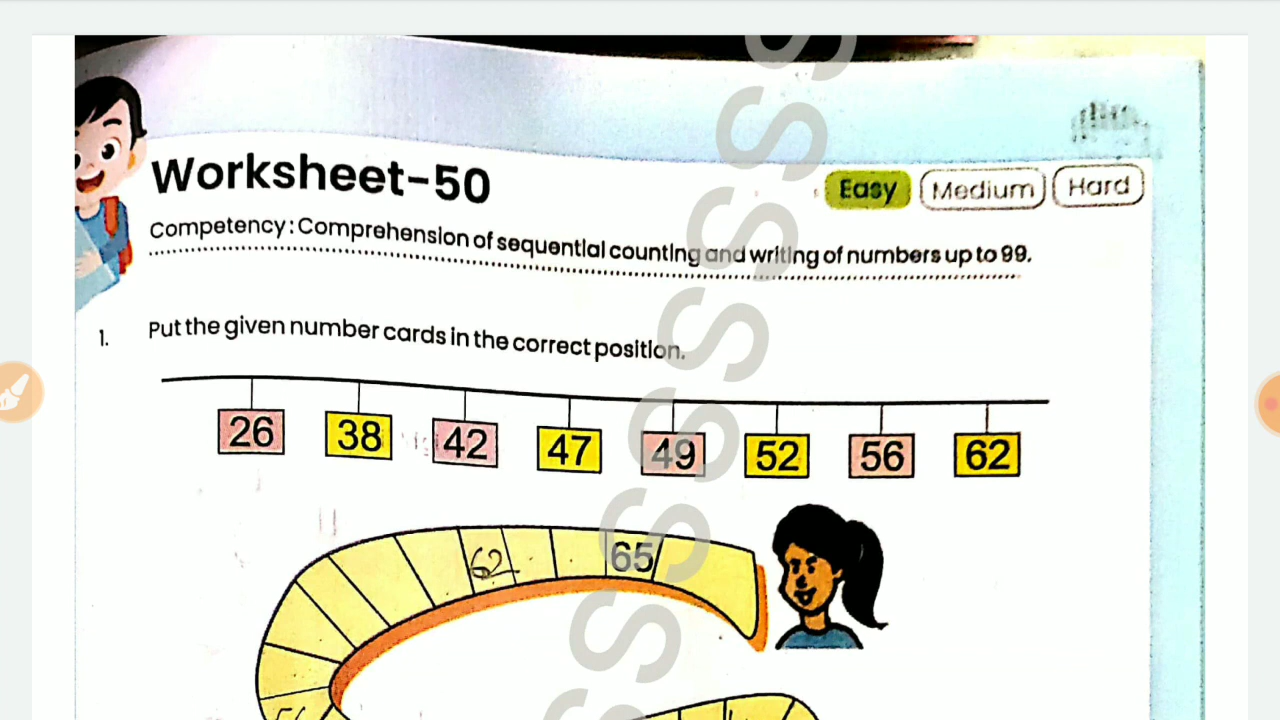 Worksheet-50
Easy Medium Hard
Competency: Comprehension of sequential counting and writing of numbers up to 99.
1. Put the given number cards in the correct position.
26 38 42 47 49 52 56 62
62 65